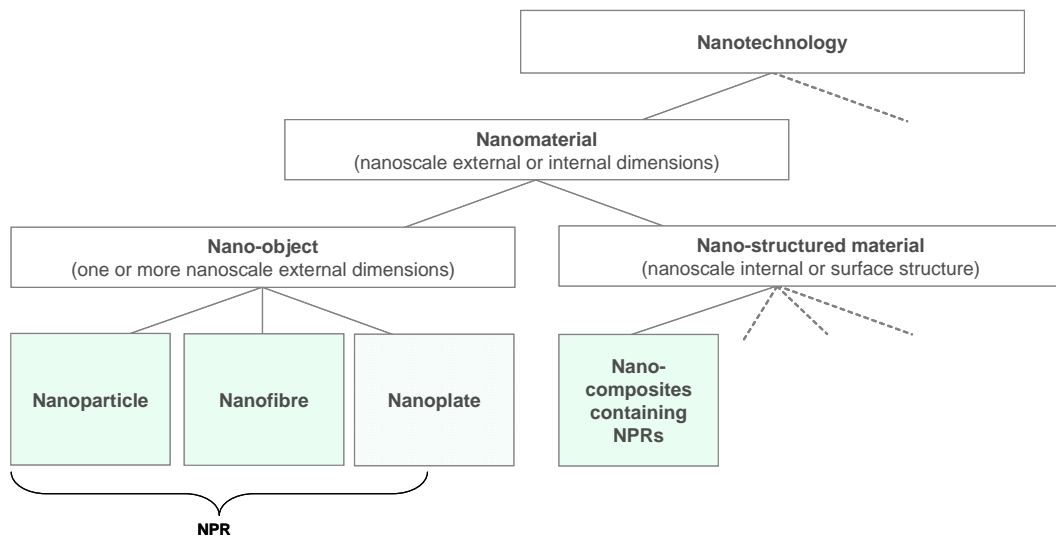 Nanotechnology
Nanomaterial
(nanoscale external or internal dimensions)
Nano-object
(one or more nanoscale external dimensions)
Nano-structured material
(nanoscale internal or surface structure)
Nanoparticle
Nanofibre
Nanoplate
Nano-
composites
containing
NPRs
NPR